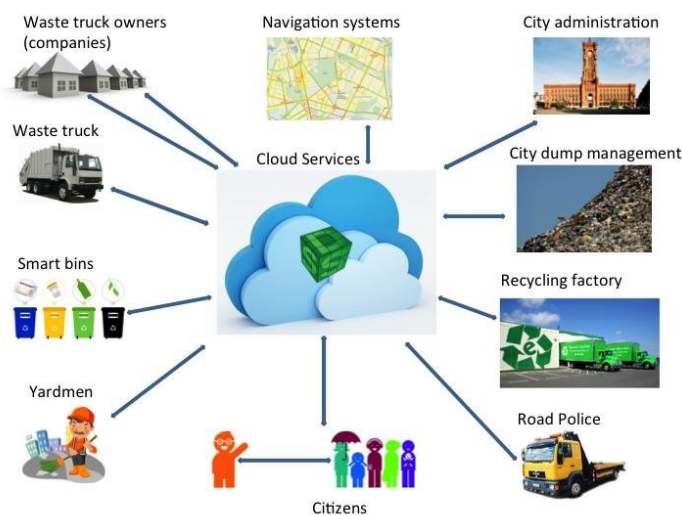 Waste truck owners
(companies)
Navigation systems
City administration
Waste truck
Cloud Services
City dump management
Smart bins
Recycling factory
Yardmen
Road Police
Citizens